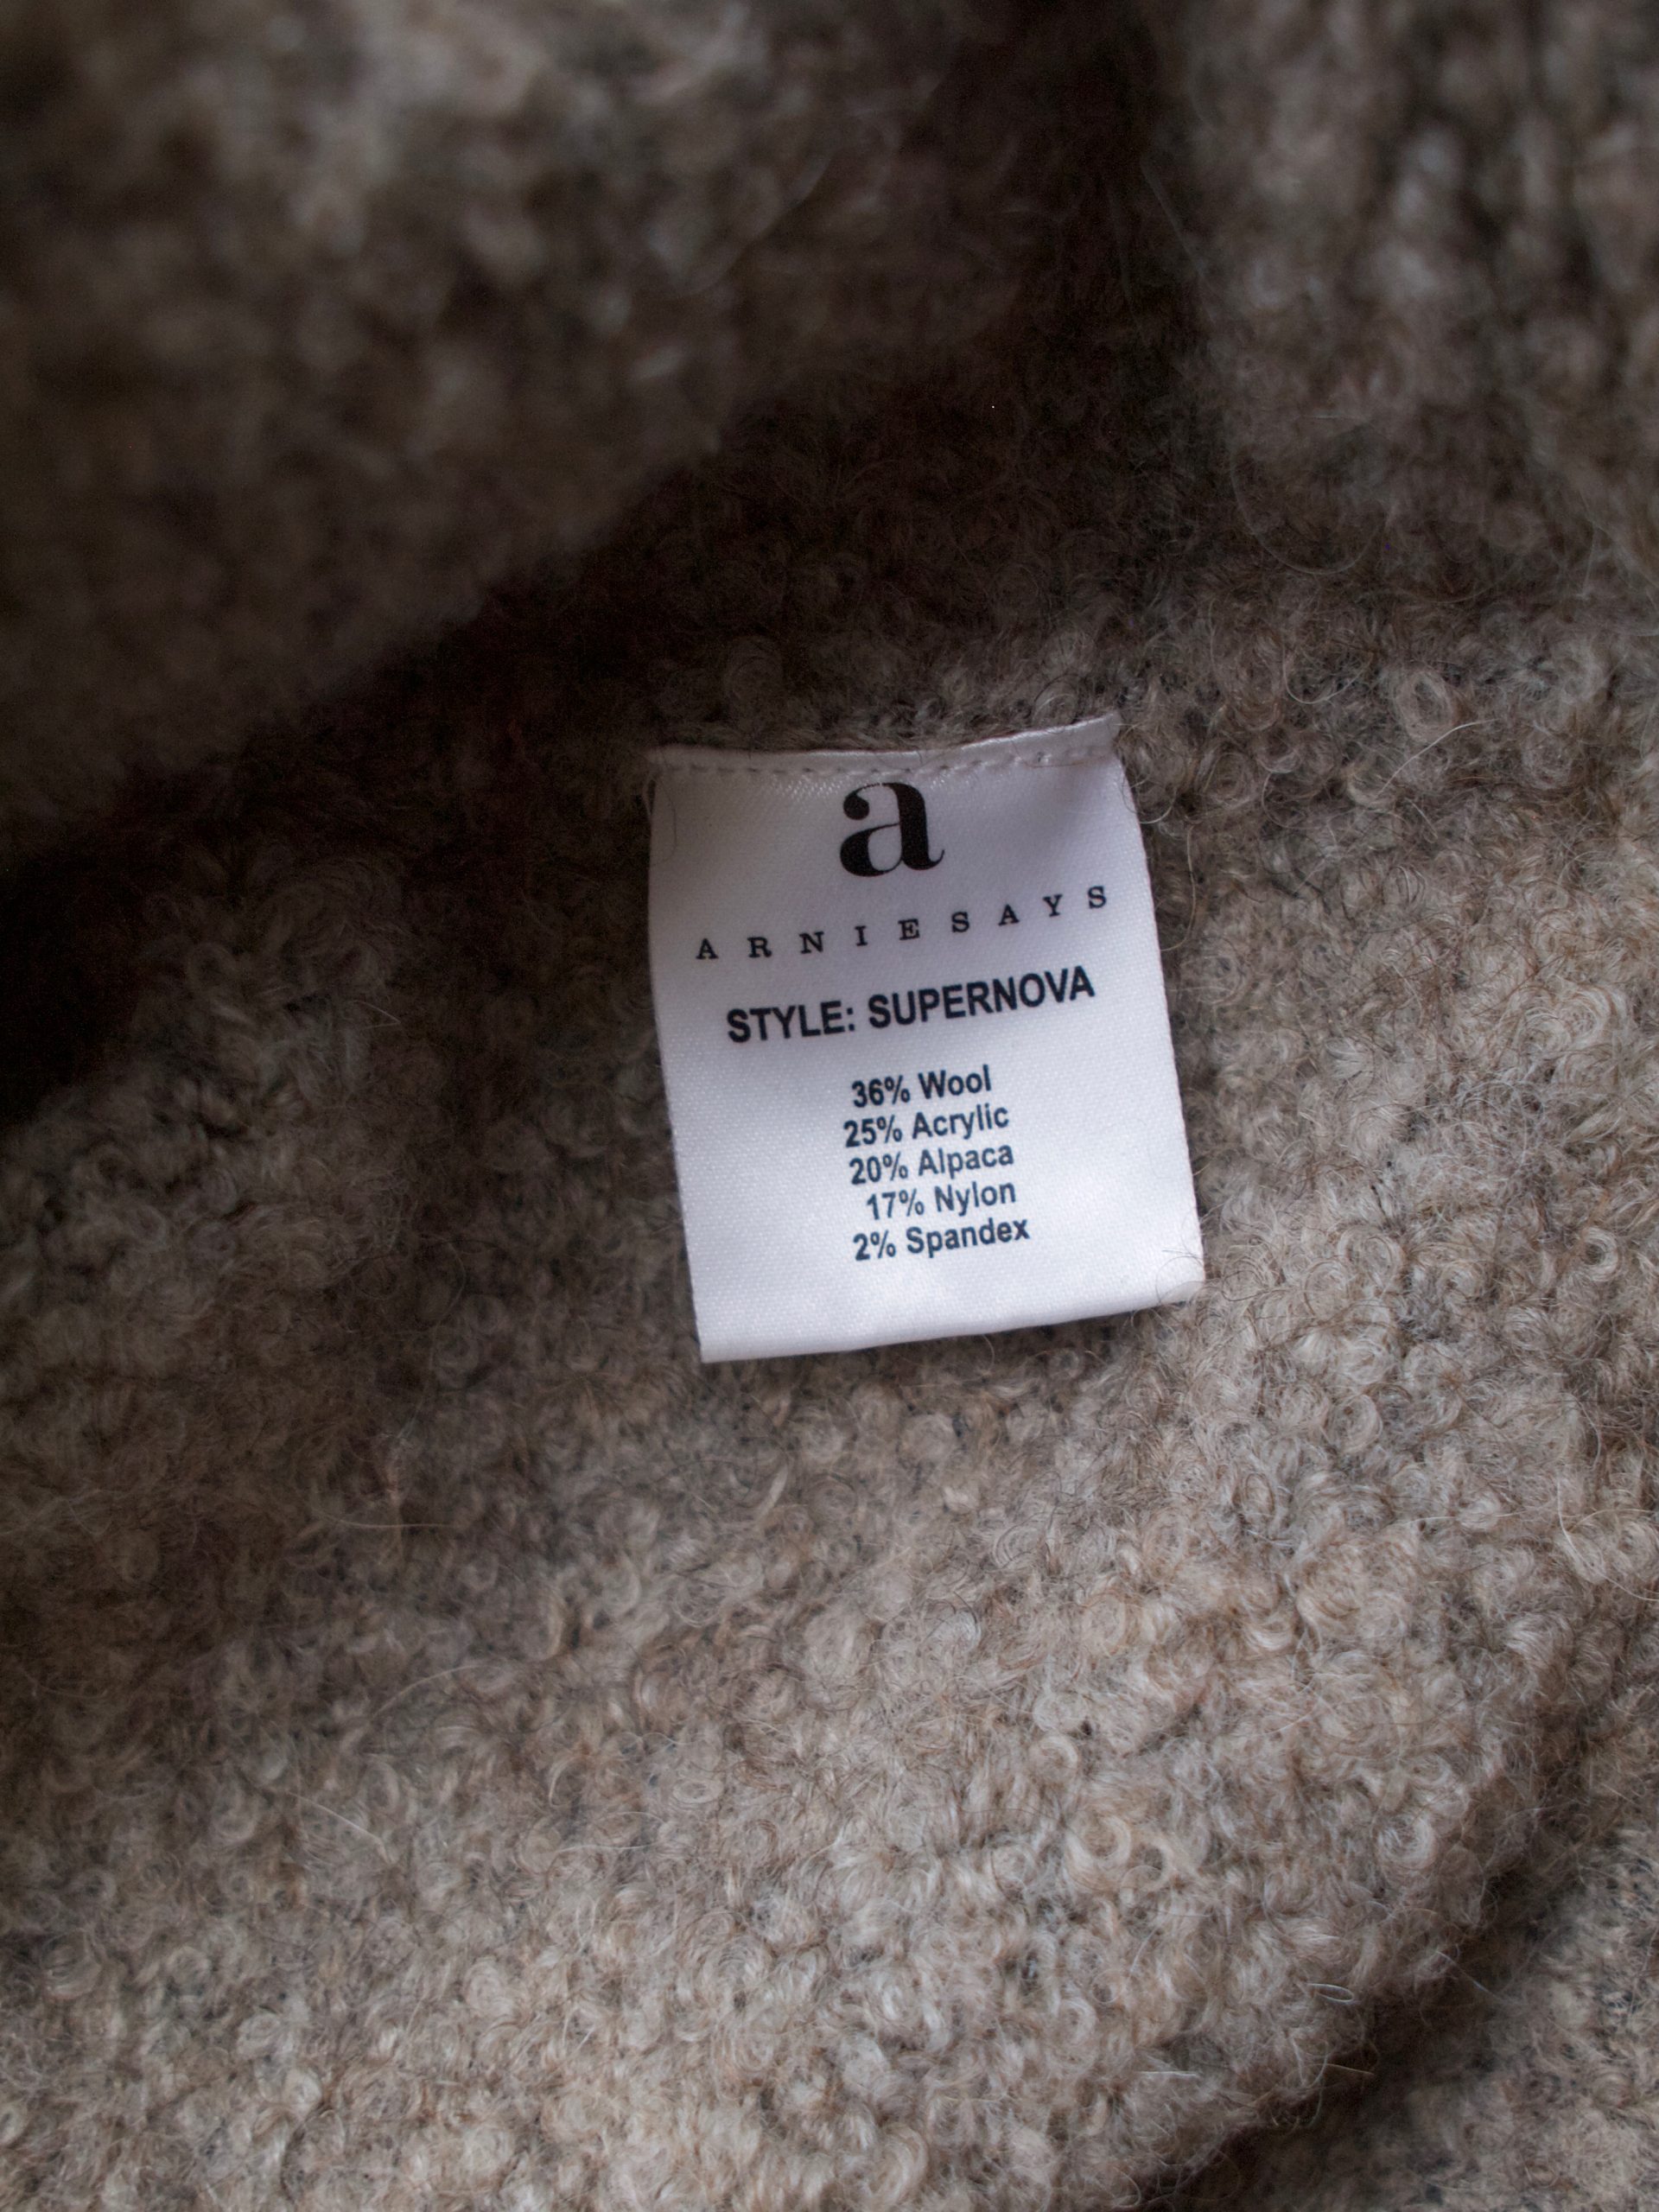 a
ARNIESAYS
STYLE: SUPERNOVA
36% Wool
25% Acrylic
20% Alpaca
17% Nylon
2% Spandex